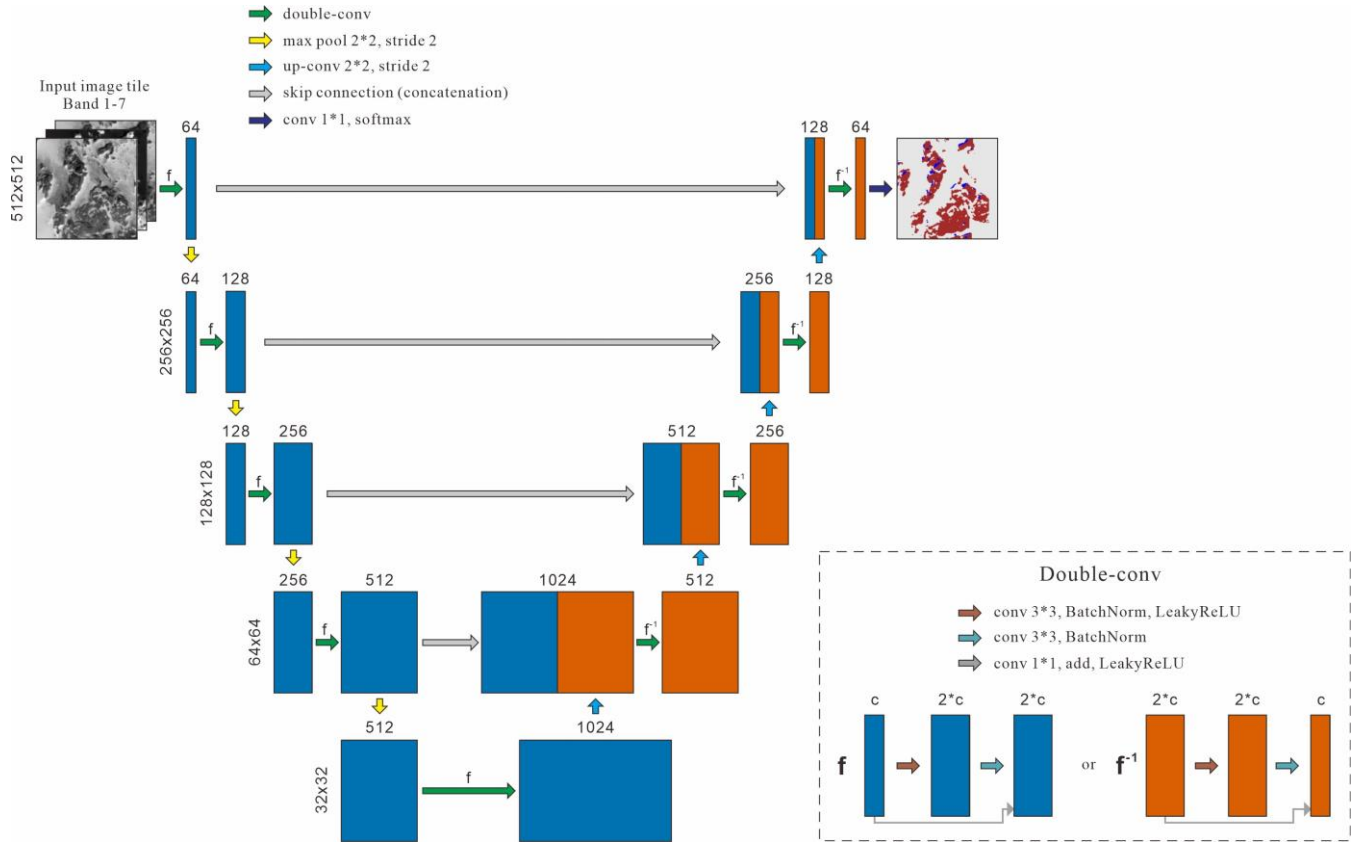 double-conv
max pool 2*2, stride 2
up-conv 2*2, stride 2
skip connection (concatenation)
conv 1*1, softmax
Input image tile
Band 1-7
512x512
f
64
128
64
f⁻¹
256x256
64
128
f
256
128
f⁻¹
128x128
128
256
f
512
256
f⁻¹
64x64
256
512
f
1024
512
f⁻¹
32x32
512
f
1024
Double-conv
conv 3*3, BatchNorm, LeakyReLU
conv 3*3, BatchNorm
conv 1*1, add, LeakyReLU
c 2*c 2*c 2*c 2*c c
f or f⁻¹